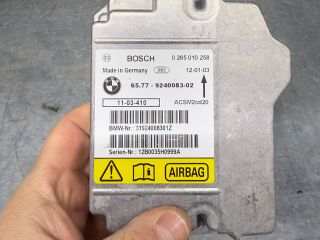 BOSCH 0 285 010 258
Made in Germany 12-01-03
BMW 65.77 - 9240083-02
11-03-410 ACSM2cd20
BMW-Nr.: 31924008301Z
Serien-Nr.: 12B0035H0999A
AIRBAG